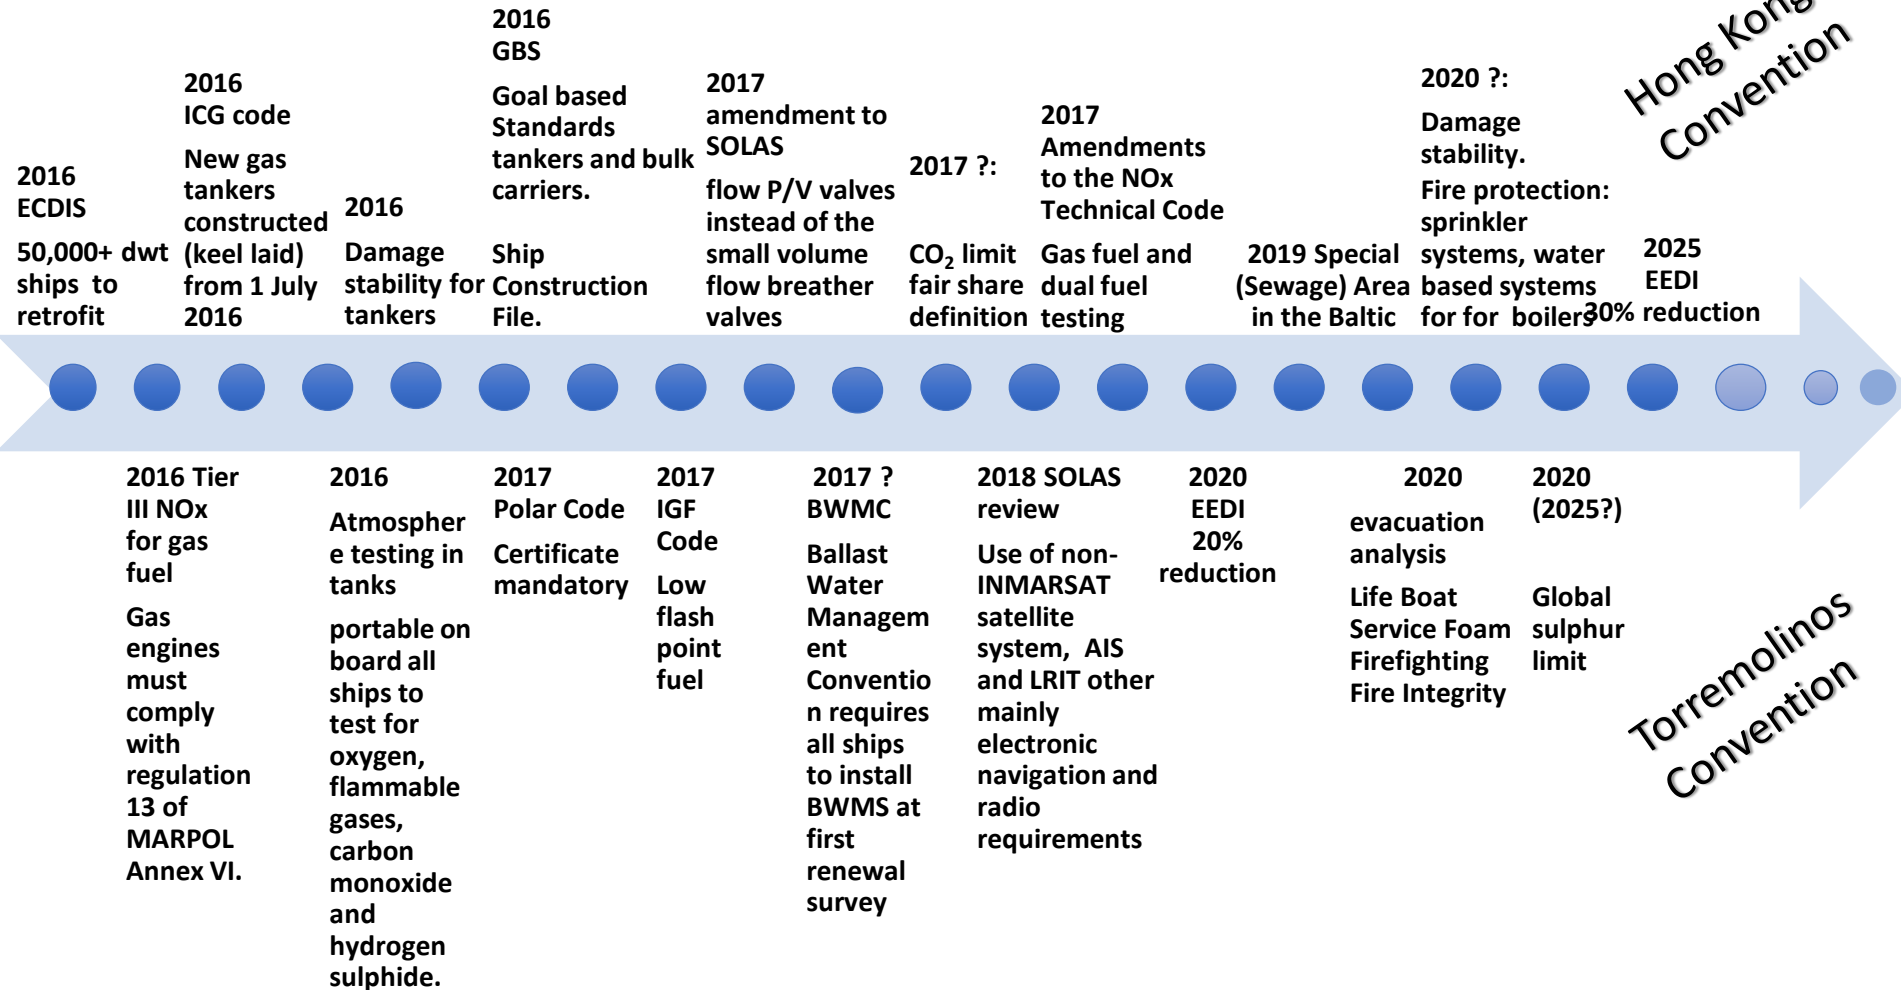 2016
ECDIS
50,000+ dwt
ships to
retrofit
2016
ICG code
New gas
tankers
constructed
(keel laid)
from 1 July
2016
2016
Damage
stability for
tankers
2016
GBS
Goal based
Standards
tankers and bulk
carriers.
Ship
Construction
File.
2017
amendment to
SOLAS
flow P/V valves
instead of the
small volume
flow breather
valves
2017 ?:
CO₂ limit
fair share
definition
2017
Amendments
to the NOx
Technical Code
Gas fuel and
dual fuel
testing
2019 Special
(Sewage) Area
in the Baltic
2020 ?:
Damage
stability.
Fire protection:
sprinkler
systems, water
based systems
for for boilers
2025
EEDI
30% reduction
Hong Kong
Convention
2016 Tier
III NOx
for gas
fuel
Gas
engines
must
comply
with
regulation
13 of
MARPOL
Annex VI.
2016
Atmospher
e testing in
tanks
portable on
board all
ships to
test for
oxygen,
flammable
gases,
carbon
monoxide
and
hydrogen
sulphide.
2017
Polar Code
Certificate
mandatory
2017
IGF
Code
Low
flash
point
fuel
2017 ?
BWMC
Ballast
Water
Managem
ent
Conventio
n requires
all ships
to install
BWMS at
first
renewal
survey
2018 SOLAS
review
Use of non-
INMARSAT
satellite
system, AIS
and LRIT other
mainly
electronic
navigation and
radio
requirements
2020
EEDI
20%
reduction
2020
evacuation
analysis
Life Boat
Service Foam
Firefighting
Fire Integrity
2020
(2025?)
Global
sulphur
limit
Torremolinos
Convention